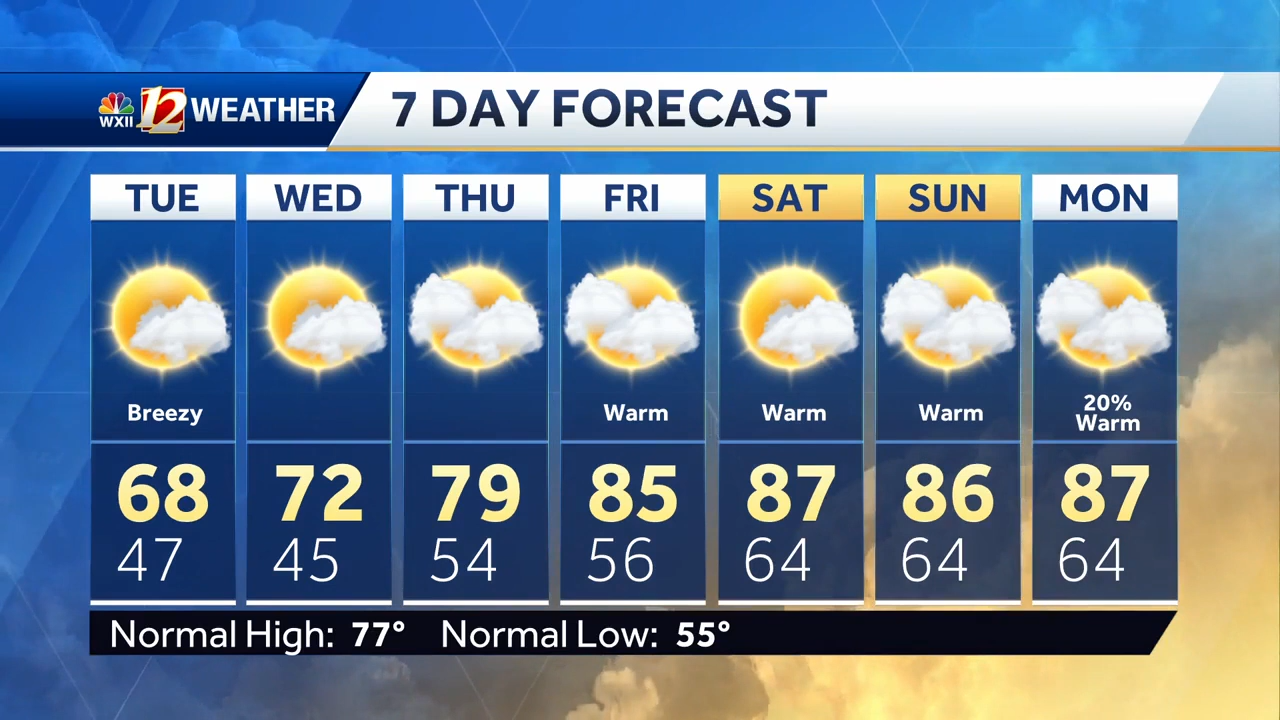 WXII 12 WEATHER
7 DAY FORECAST
TUE WED THU FRI SAT SUN MON
Breezy Warm Warm Warm 20%
Warm
68 72 79 85 87 86 87
47 45 54 56 64 64 64
Normal High: 77° Normal Low: 55°